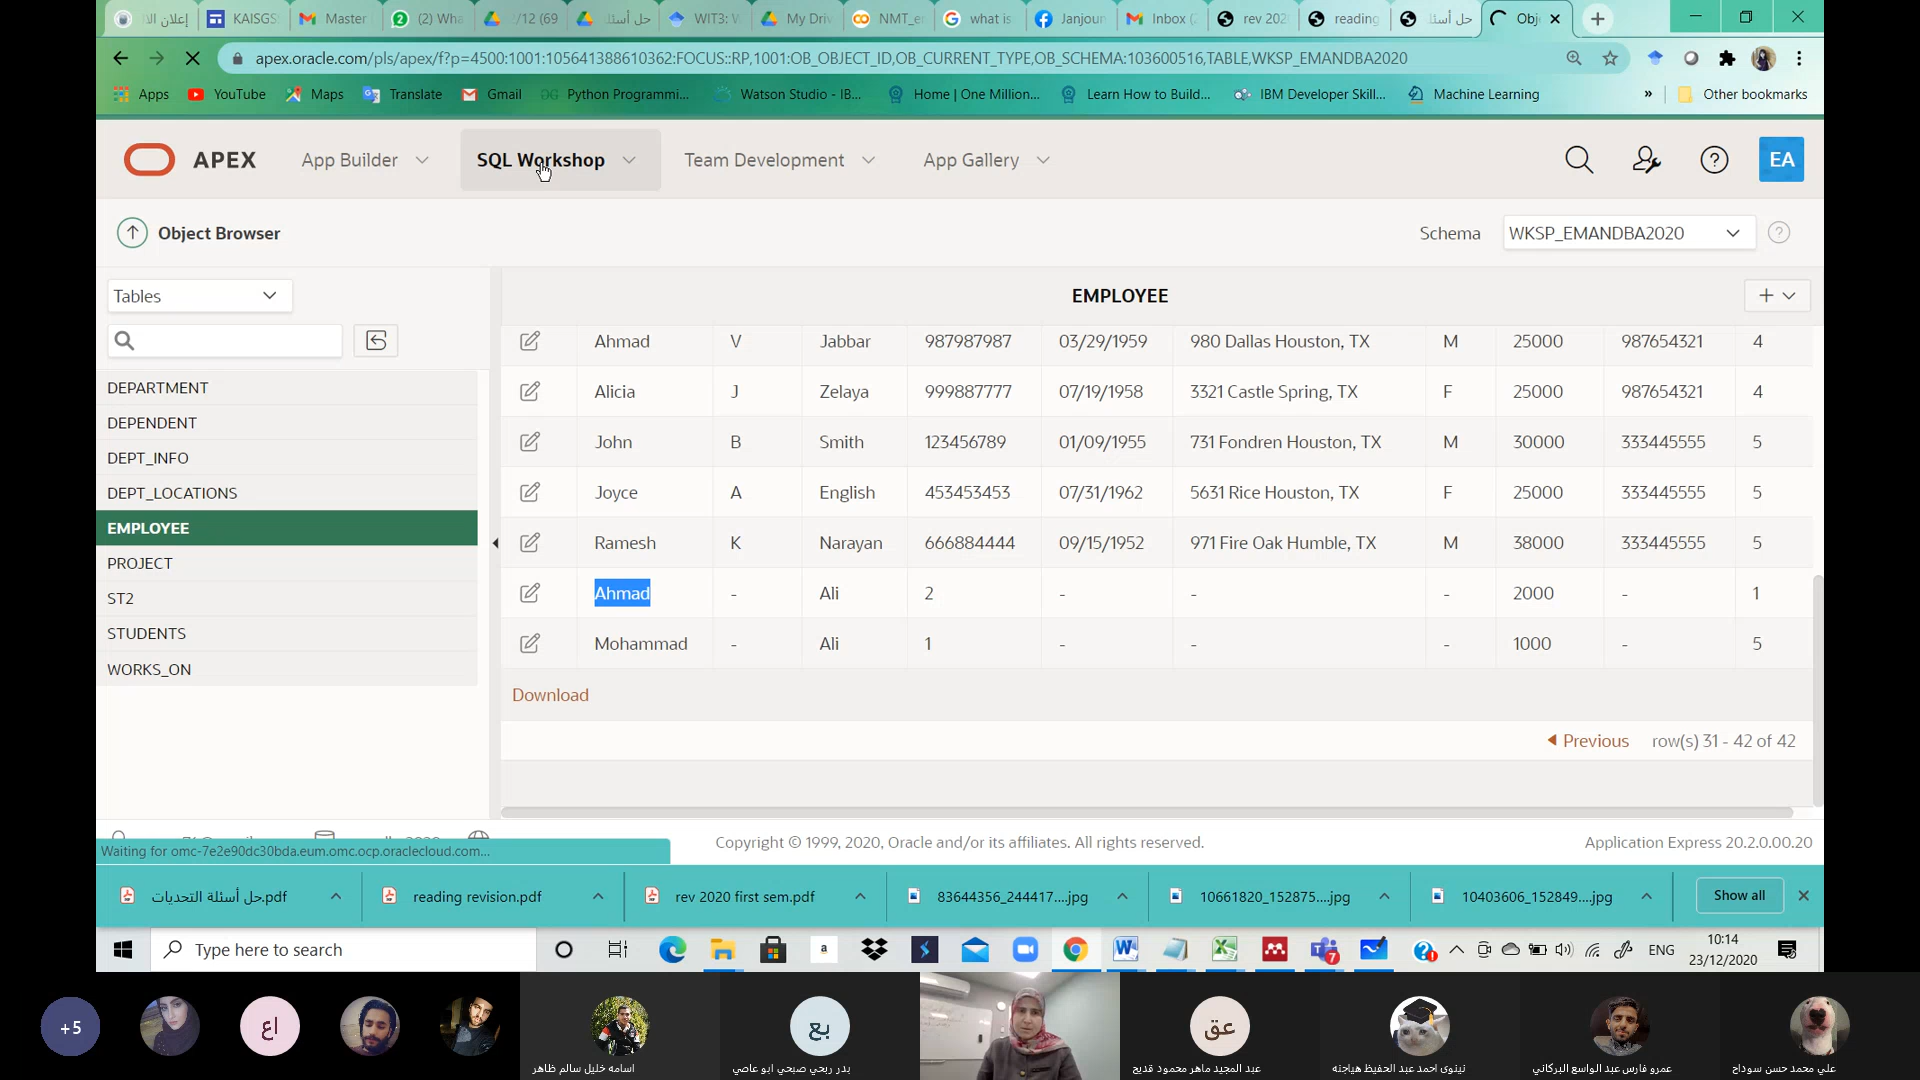 إعلان الا
KAISGS
Master
(2) Wha
(69 /12
حل أسئل
WIT3: W
My Driv
NMT_e
what is
Janjour
Inbox (
rev 202
reading
حل أسئل
Obj
apex.oracle.com/pls/apex/f?p=4500:1001:105641388610362:FOCUS::RP,1001:OB_OBJECT_ID,OB_CURRENT_TYPE,OB_SCHEMA:103600516,TABLE,WKSP_EMANDBA2020
Apps YouTube Maps Translate Gmail Python Programmi... Watson Studio - IB... Home | One Million... Learn How to Build... IBM Developer Skill... Machine Learning » Other bookmarks
APEX App Builder SQL Workshop Team Development App Gallery EA
Object Browser Schema WKSP_EMANDBA2020
Tables
EMPLOYEE
DEPARTMENT
DEPENDENT
DEPT_INFO
DEPT_LOCATIONS
EMPLOYEE
PROJECT
ST2
STUDENTS
WORKS_ON
Ahmad V Jabbar 987987987 03/29/1959 980 Dallas Houston, TX M 25000 987654321 4
Alicia J Zelaya 999887777 07/19/1958 3321 Castle Spring, TX F 25000 987654321 4
John B Smith 123456789 01/09/1955 731 Fondren Houston, TX M 30000 333445555 5
Joyce A English 453453453 07/31/1962 5631 Rice Houston, TX F 25000 333445555 5
Ramesh K Narayan 666884444 09/15/1952 971 Fire Oak Humble, TX M 38000 333445555 5
Ahmad - Ali 2 - - - 2000 - 1
Mohammad - Ali 1 - - - 1000 - 5
Download
Previous row(s) 31 - 42 of 42
Copyright © 1999, 2020, Oracle and/or its affiliates. All rights reserved.
Application Express 20.2.0.00.20
Waiting for omc-7e2e90dc30bda.eum.omc.ocp.oraclecloud.com...
حل أسئلة التحديات.pdf
reading revision.pdf
rev 2020 first sem.pdf
83644356_244417....jpg
10661820_152875....jpg
10403606_152849....jpg
Show all
Type here to search
a
7
ENG
10:14
23/12/2020
+5
اع
بع
عق
اسامه خليل سالم ظاهر
بدر ربحي صبحي ابو عاصي
عبد المجيد ماهر محمود قديح
نينوى احمد عبد الحفيظ هياجنه
عمرو فارس عبد الواسع البركاني
علي محمد حسن سوداح